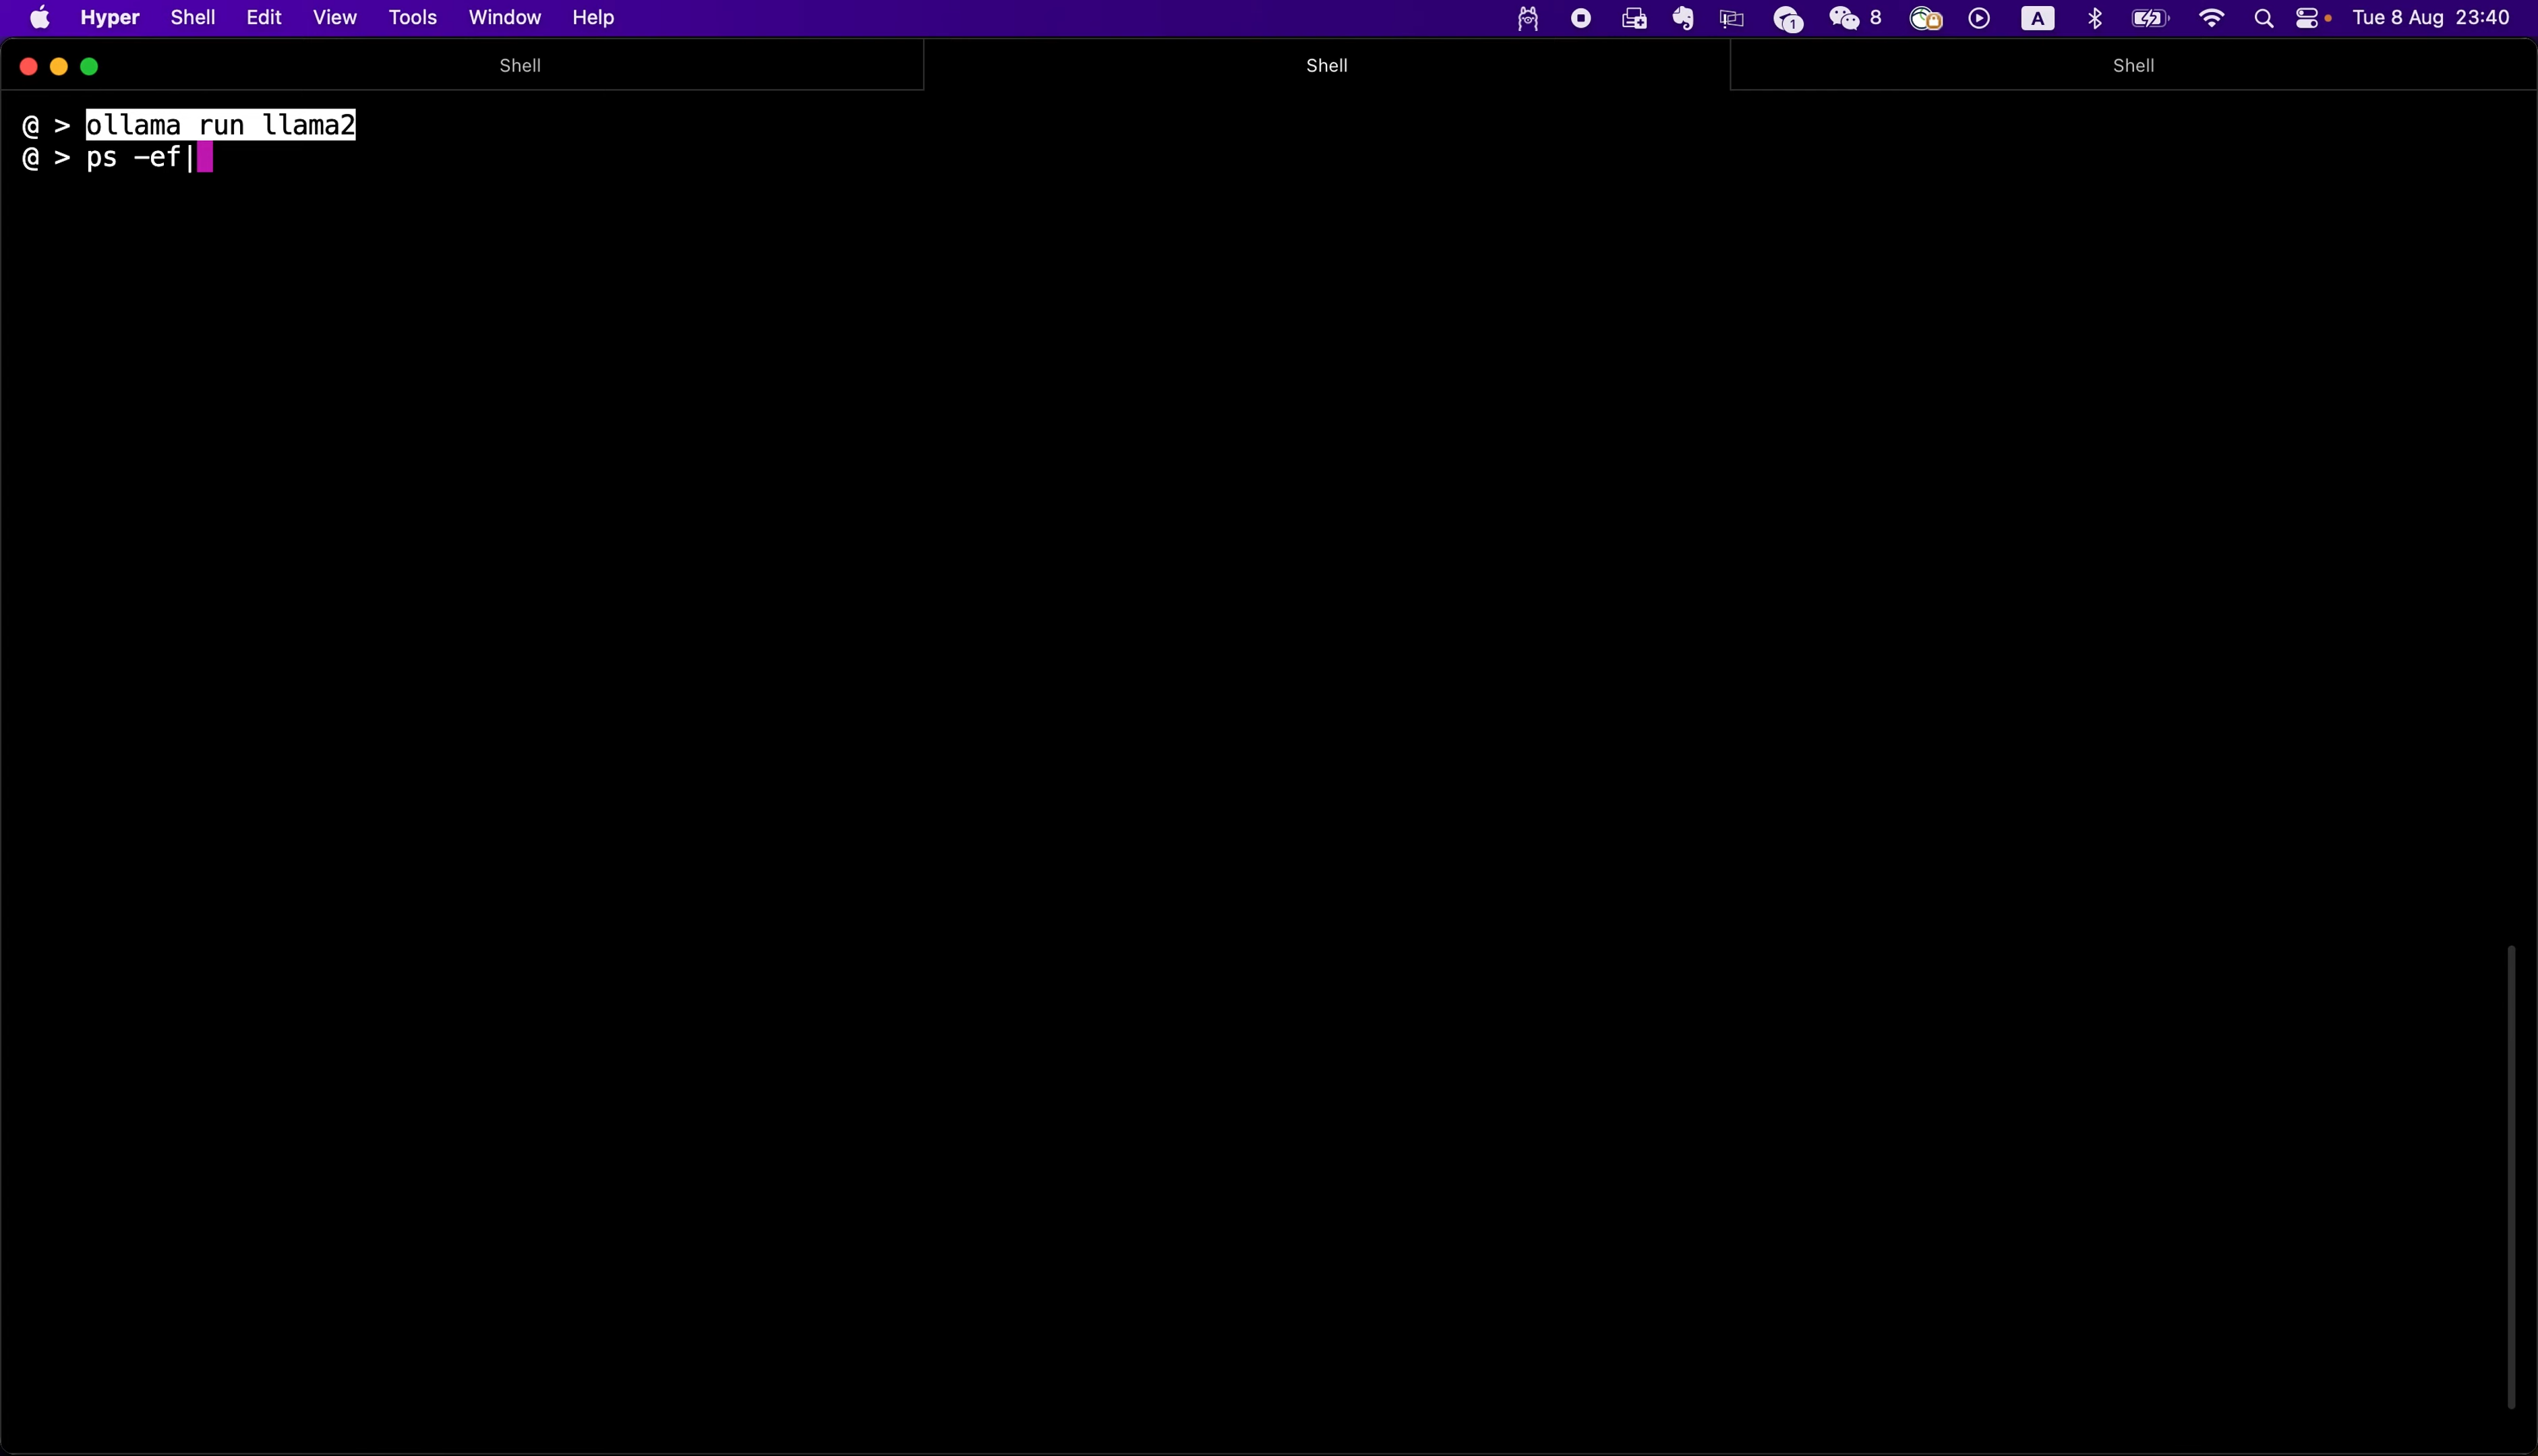 Hyper Shell Edit View Tools Window Help 1 8 A Tue 8 Aug 23:40
Shell Shell Shell
@ > ollama run llama2
@ > ps -ef|